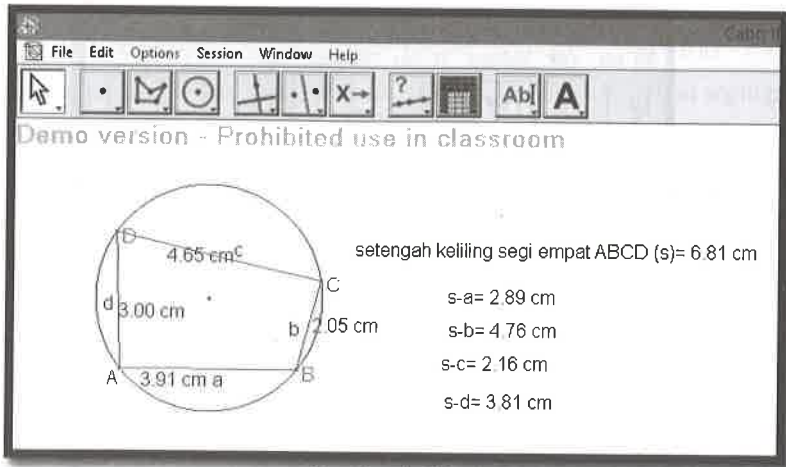 File Edit Options Session Window Help
? Ab A
Demo version - Prohibited use in classroom
D
4.65 cm c
setengah keliling segi empat ABCD (s)= 6.81 cm
C
s-a= 2.89 cm
d 3.00 cm
b 2.05 cm
s-b= 4.76 cm
s-c= 2.16 cm
A 3.91 cm a B
s-d= 3.81 cm